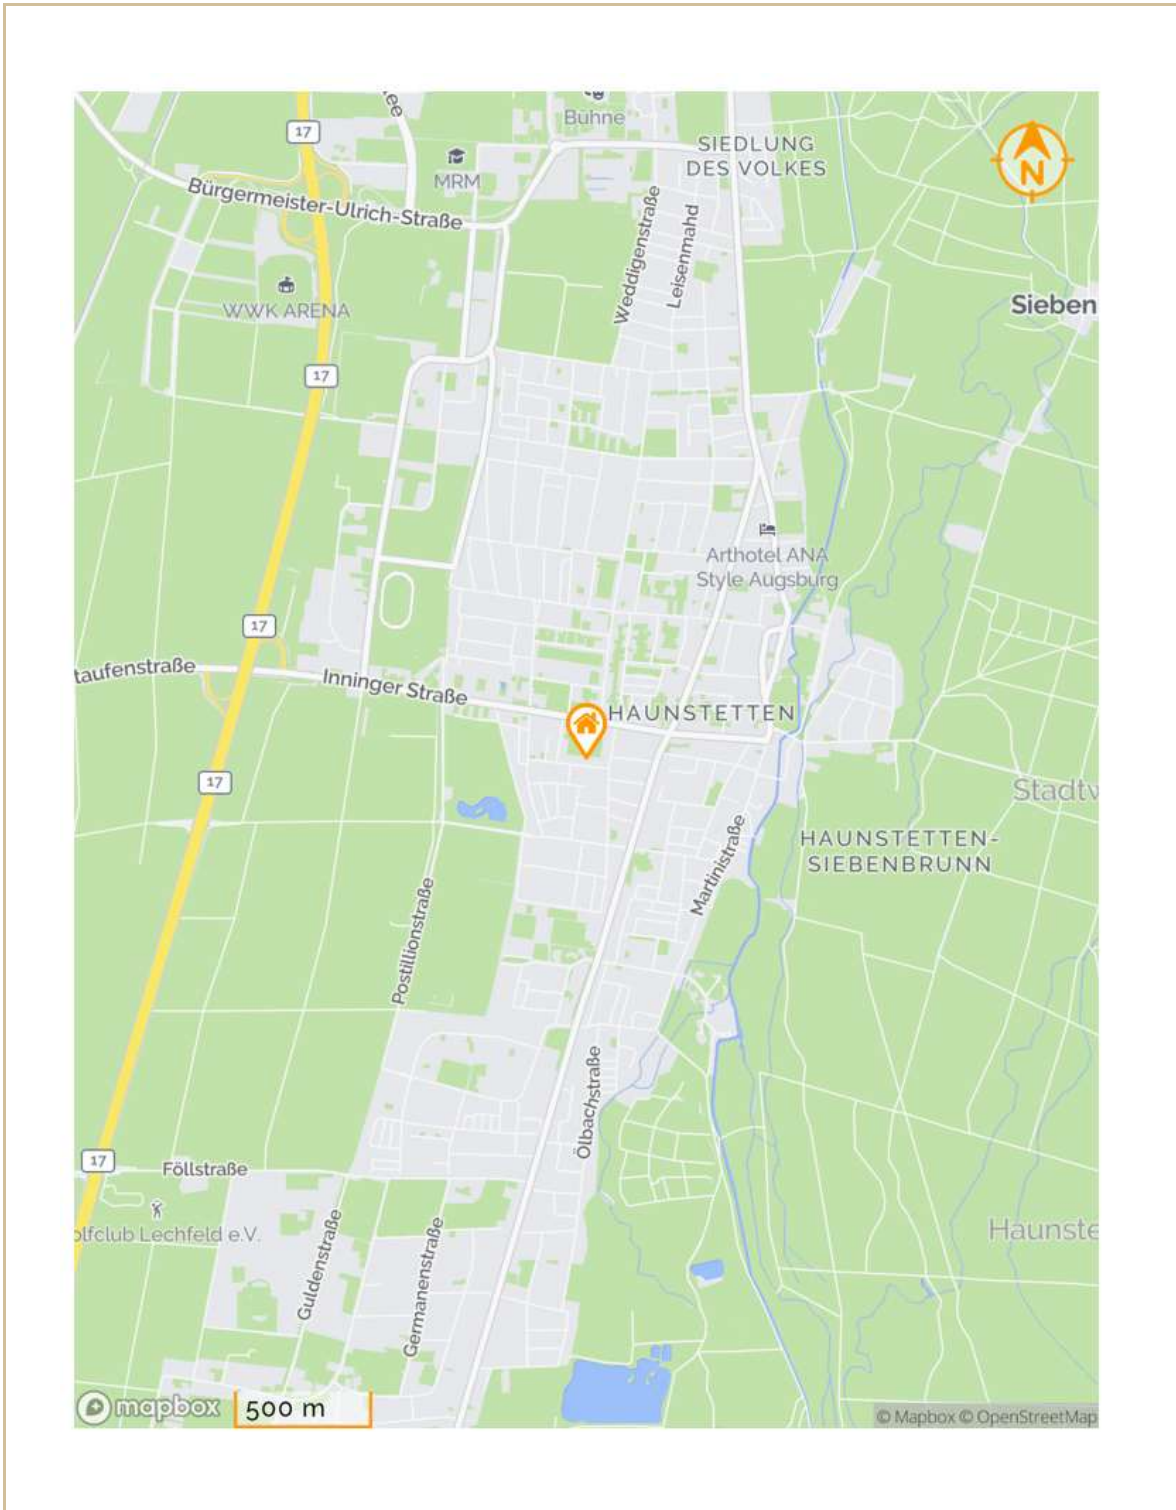 ee
Bühne
17
SIEDLUNG
DES VOLKES
MRM
N
Bürgermeister-Ulrich-Straße
Weddigenstraße
Leisenmahd
WWK ARENA
Sieben
17
Arthotel ANA
Style Augsburg
17
taufenstraße
Inninger Straße
HAUNSTETTEN
17
Stadtw
HAUNSTETTEN-
SIEBENBRUNN
Martinistraße
Postillionstraße
Ölbachstraße
17
Föllstraße
olfclub Lechfeld e.V.
Guldenstraße
Germanenstraße
Haunste
mapbox
500 m
© Mapbox © OpenStreetMap